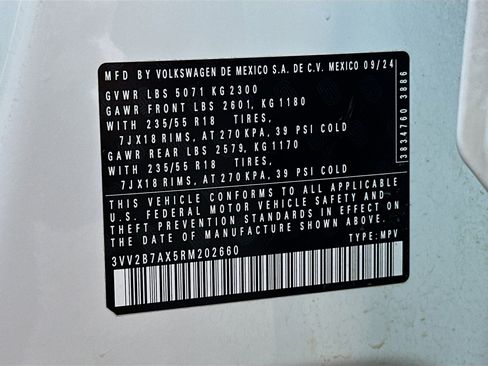 MFD BY VOLKSWAGEN DE MEXICO S.A. DE C.V. MEXICO 09/24
GVWR LBS 5071 KG 2300
GAWR FRONT LBS 2601, KG 1180
WITH 235/55 R18 TIRES,
7JX18 RIMS, AT 270 KPA, 39 PSI COLD
GAWR REAR LBS 2579, KG 1170
WITH 235/55 R18 TIRES,
7JX18 RIMS, AT 270 KPA, 39 PSI COLD
3834760 3886
THIS VEHICLE CONFORMS TO ALL APPLICABLE
U.S. FEDERAL MOTOR VEHICLE SAFETY AND
THEFT PREVENTION STANDARDS IN EFFECT ON
THE DATE OF MANUFACTURE SHOWN ABOVE.
3VV2B7AX5RM202660 TYPE: MPV